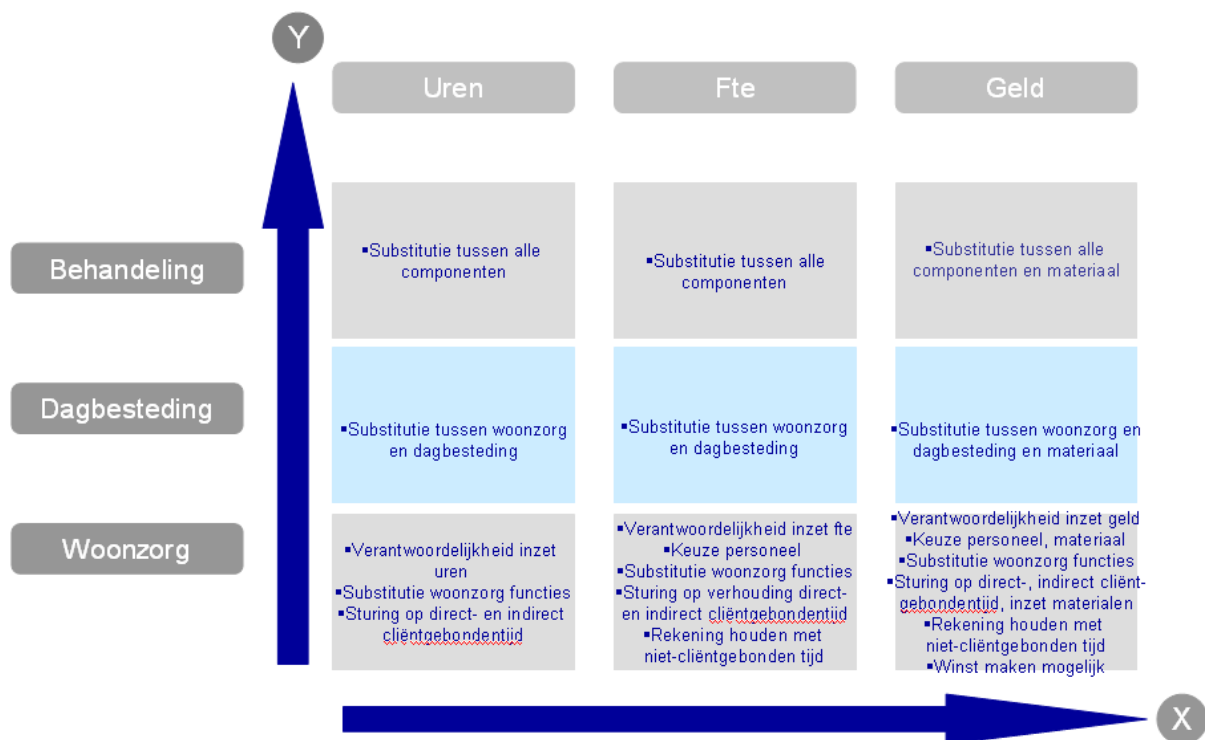 Y
Uren
Fte
Geld
Behandeling
▪Substitutie tussen alle
componenten
▪Substitutie tussen alle
componenten
▪Substitutie tussen alle
componenten en materiaal
Dagbesteding
▪Substitutie tussen woonzorg
en dagbesteding
▪Substitutie tussen woonzorg
en dagbesteding
▪Substitutie tussen woonzorg en
dagbesteding en materiaal
Woonzorg
▪Verantwoordelijkheid inzet
uren
▪Substitutie woonzorg functies
▪Sturing op direct- en indirect
cliëntgebondentijd
▪Verantwoordelijkheid inzet fte
▪Keuze personeel
▪Substitutie woonzorg functies
▪Sturing op verhouding direct-
en indirect cliëntgebondentijd
▪Rekening houden met
niet-cliëntgebonden tijd
▪Verantwoordelijkheid inzet geld
▪Keuze personeel, materiaal
▪Substitutie woonzorg functies
▪Sturing op direct-, indirect cliënt-
gebondentijd, inzet materialen
▪Rekening houden met
niet-cliëntgebonden tijd
▪Winst maken mogelijk
X